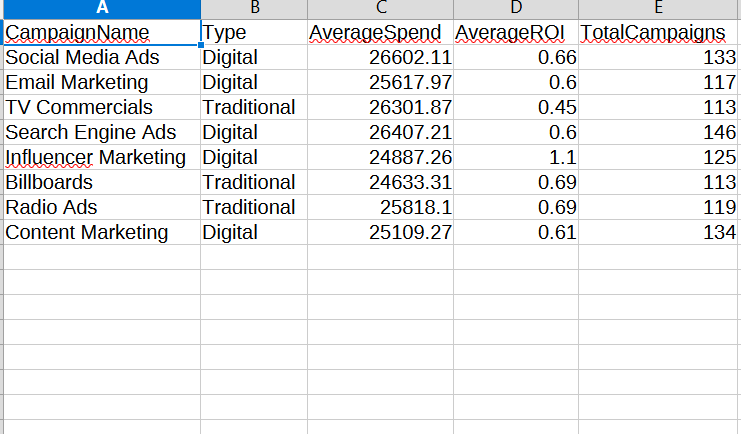 A B C D E
CampaignName Type AverageSpend AverageROI TotalCampaigns
Social Media Ads Digital 26602.11 0.66 133
Email Marketing Digital 25617.97 0.6 117
TV Commercials Traditional 26301.87 0.45 113
Search Engine Ads Digital 26407.21 0.6 146
Influencer Marketing Digital 24887.26 1.1 125
Billboards Traditional 24633.31 0.69 113
Radio Ads Traditional 25818.1 0.69 119
Content Marketing Digital 25109.27 0.61 134